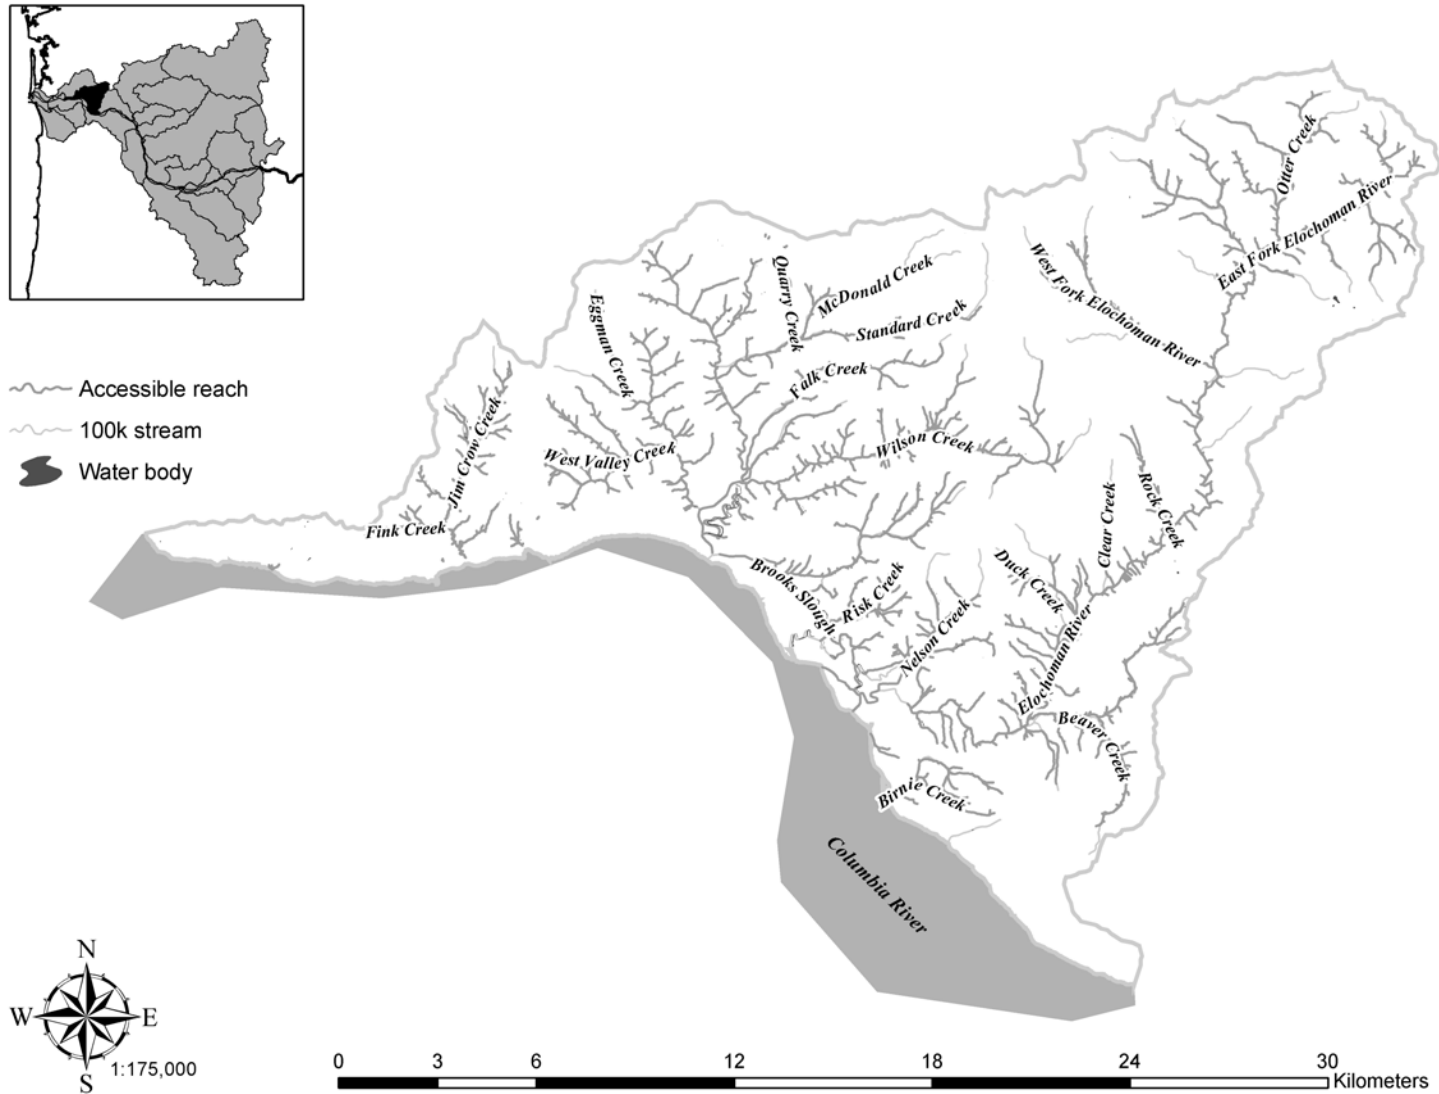 Otter Creek
East Fork Elochoman River
West Fork Elochoman River
Quarry Creek
McDonald Creek
Standard Creek
Eggman Creek
Falk Creek
Accessible reach
100k stream
Water body
Jim Crow Creek
West Valley Creek
Wilson Creek
Rock Creek
Clear Creek
Fink Creek
Duck Creek
Brooks Slough
Risk Creek
Nelson Creek
Elochoman River
Beaver Creek
Birnie Creek
Columbia River
N
W
E
S
1:175,000
0 3 6 12 18 24 30
Kilometers